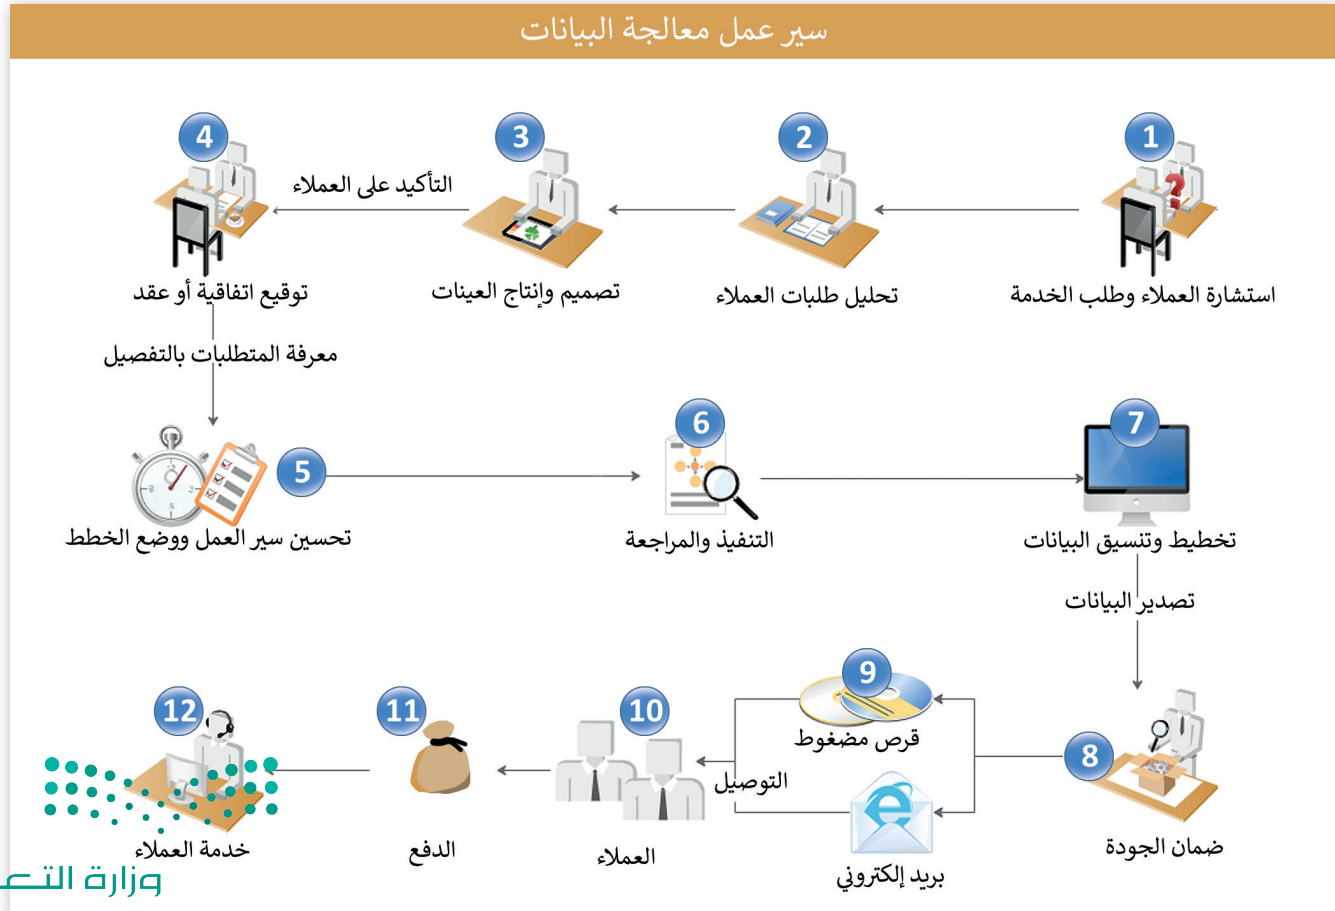 سير عمل معالجة البيانات
1
استشارة العملاء وطلب الخدمة
2
تحليل طلبات العملاء
3
تصميم وإنتاج العينات
التأكيد على العملاء
4
توقيع اتفاقية أو عقد
معرفة المتطلبات بالتفصيل
5
تحسين سير العمل ووضع الخطط
6
التنفيذ والمراجعة
7
تخطيط وتنسيق البيانات
تصدير البيانات
8
ضمان الجودة
9
قرص مضغوط
بريد إلكتروني
التوصيل
10
العملاء
11
الدفع
12
خدمة العملاء
وزارة